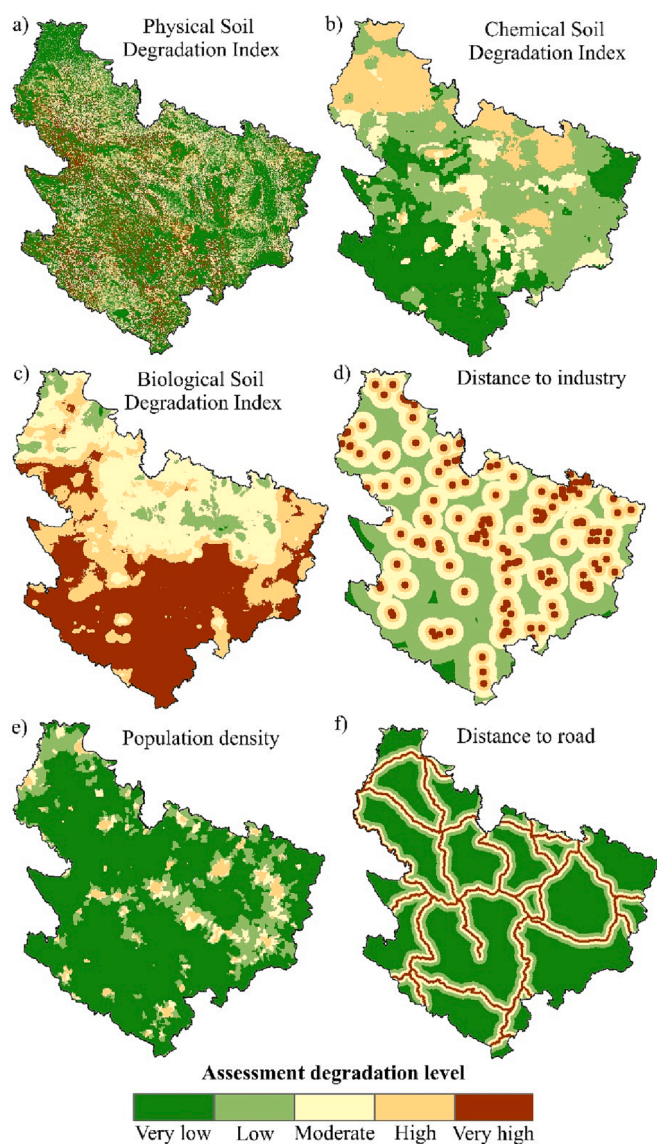 a)
Physical Soil
Degradation Index
b)
Chemical Soil
Degradation Index
c)
Biological Soil
Degradation Index
d)
Distance to industry
e)
Population density
f)
Distance to road
Assessment degradation level
Very low
Low
Moderate
High
Very high